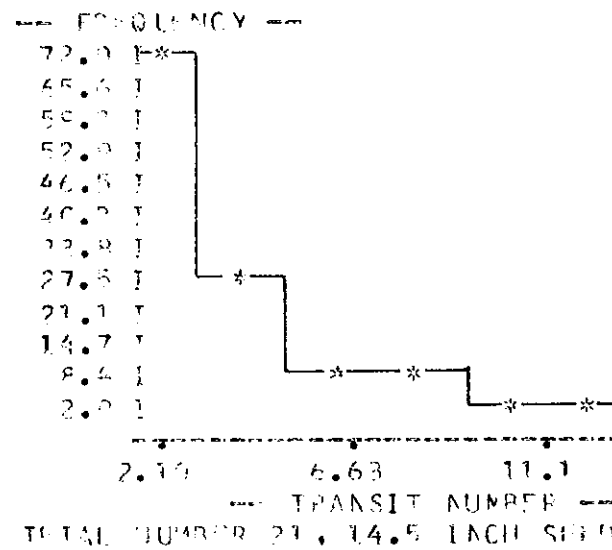 -- FREQUENCY --
72.0 I
65.6 I
59.3 I
52.9 I
46.5 I
40.2 I
33.8 I
27.5 I
21.1 I
14.7 I
8.4 I
2.0 I
2.19 6.63 11.1
-- TRANSIT NUMBER --
TOTAL NUMBER 21, 14.5 INCH